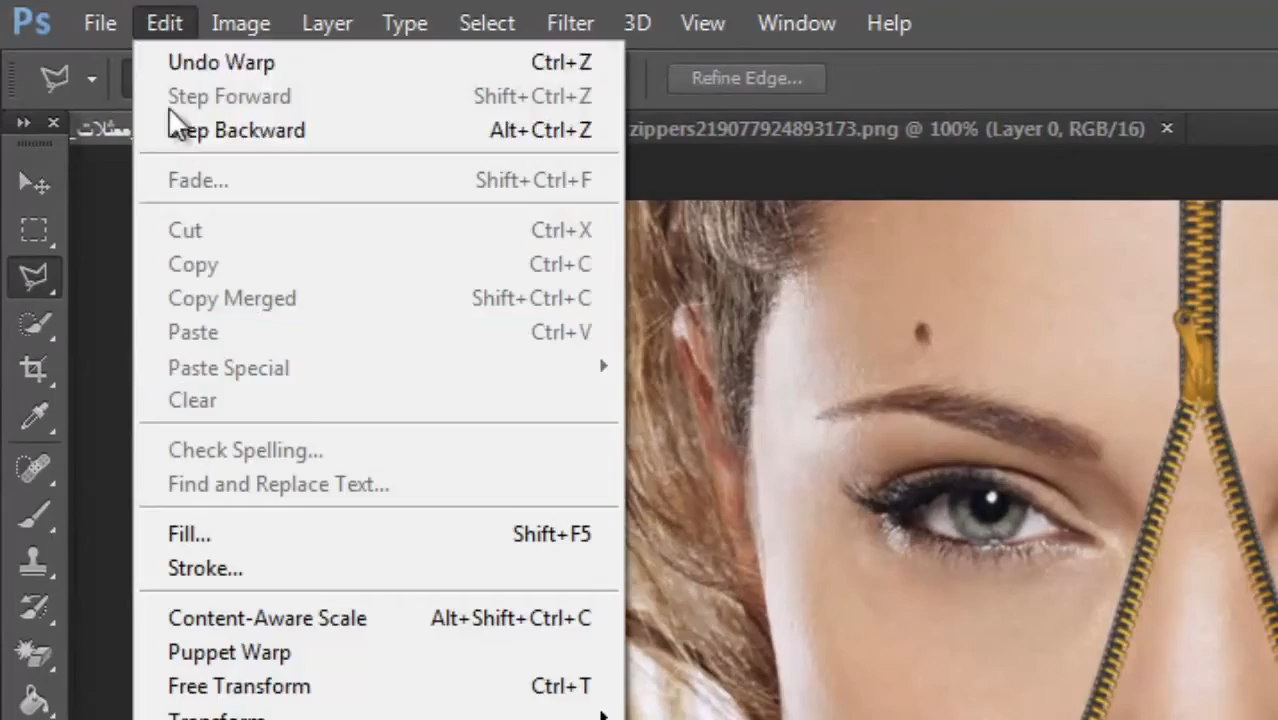 Ps File Edit Image Layer Type Select Filter 3D View Window Help
Refine Edge...
zippers219077924893173.png @ 100% (Layer 0, RGB/16) ×
Undo Warp Ctrl+Z
Step Forward Shift+Ctrl+Z
Step Backward Alt+Ctrl+Z
Fade... Shift+Ctrl+F
Cut Ctrl+X
Copy Ctrl+C
Copy Merged Shift+Ctrl+C
Paste Ctrl+V
Paste Special
Clear
Check Spelling...
Find and Replace Text...
Fill... Shift+F5
Stroke...
Content-Aware Scale Alt+Shift+Ctrl+C
Puppet Warp
Free Transform Ctrl+T
Transform